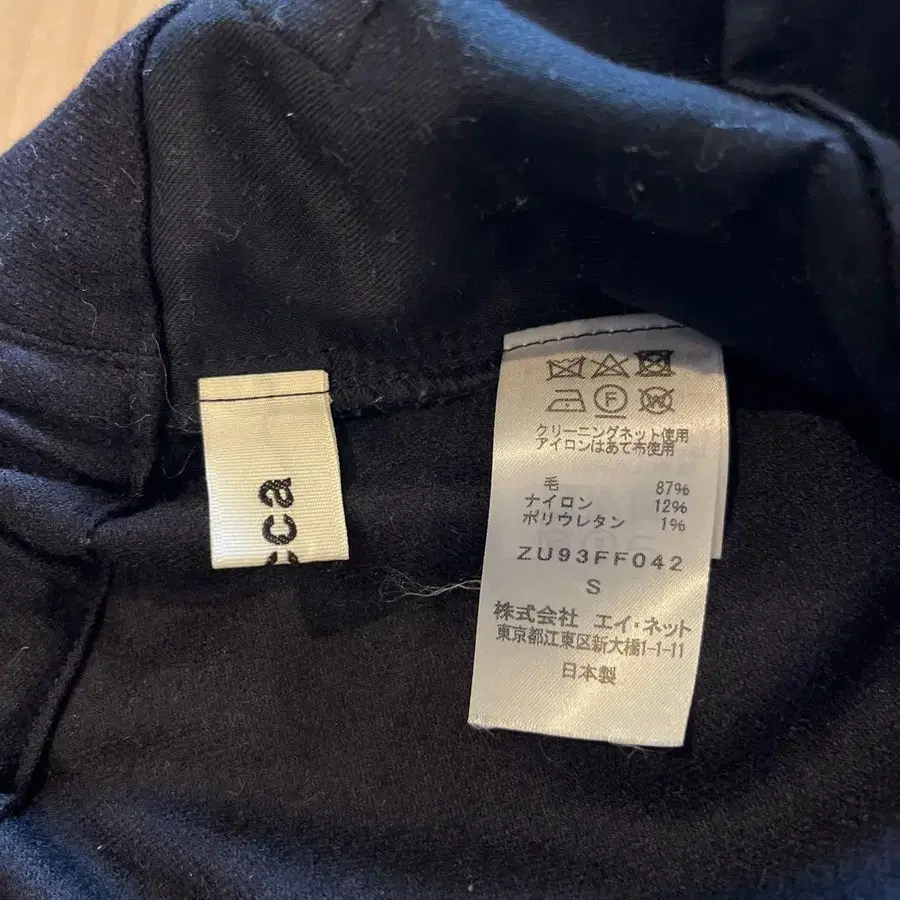 cca
F
W
クリーニングネット使用
アイロンはあて布使用
毛 87%
ナイロン 12%
ポリウレタン 1%
ZU93FF042
S
株式会社 エイ・ネット
東京都江東区新大橋1-1-11
日本製